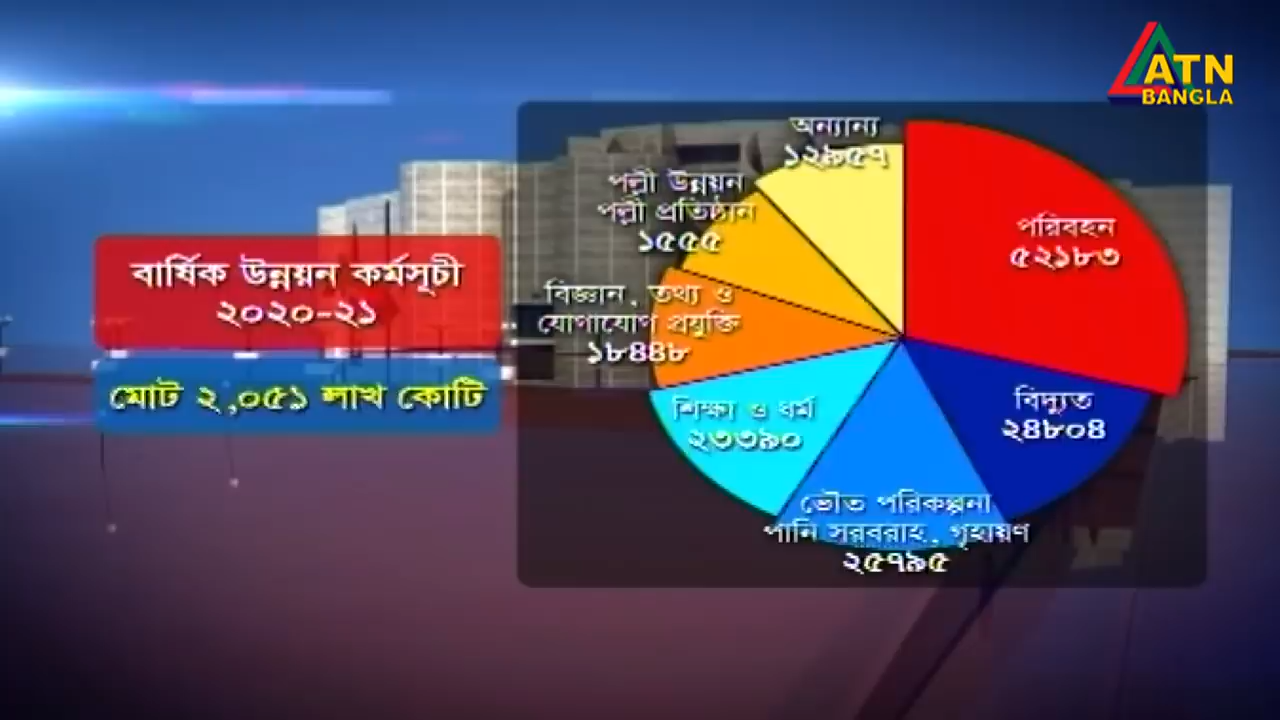 ATN
BANGLA
বার্ষিক উন্নয়ন কর্মসূচী
২০২০-২১
মোট ২,০৫১ লাখ কোটি
অন্যান্য
১২৯৫৭
পল্লী উন্নয়ন
পল্লী প্রতিষ্ঠান
১৫৫৫
বিজ্ঞান, তথ্য ও
যোগাযোগ প্রযুক্তি
১৮৪৪৮
শিক্ষা ও ধর্ম
২৩৩৯০
ভৌত পরিকল্পনা
পানি সরবরাহ, গৃহায়ণ
২৫৭৯৫
বিদ্যুত
২৪৮০৪
পরিবহন
৫২১৮৩